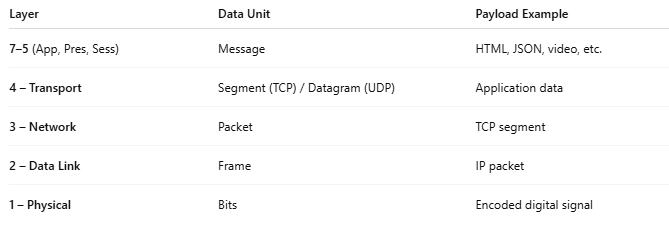 Layer Data Unit Payload Example
7–5 (App, Pres, Sess) Message HTML, JSON, video, etc.
4 – Transport Segment (TCP) / Datagram (UDP) Application data
3 – Network Packet TCP segment
2 – Data Link Frame IP packet
1 – Physical Bits Encoded digital signal